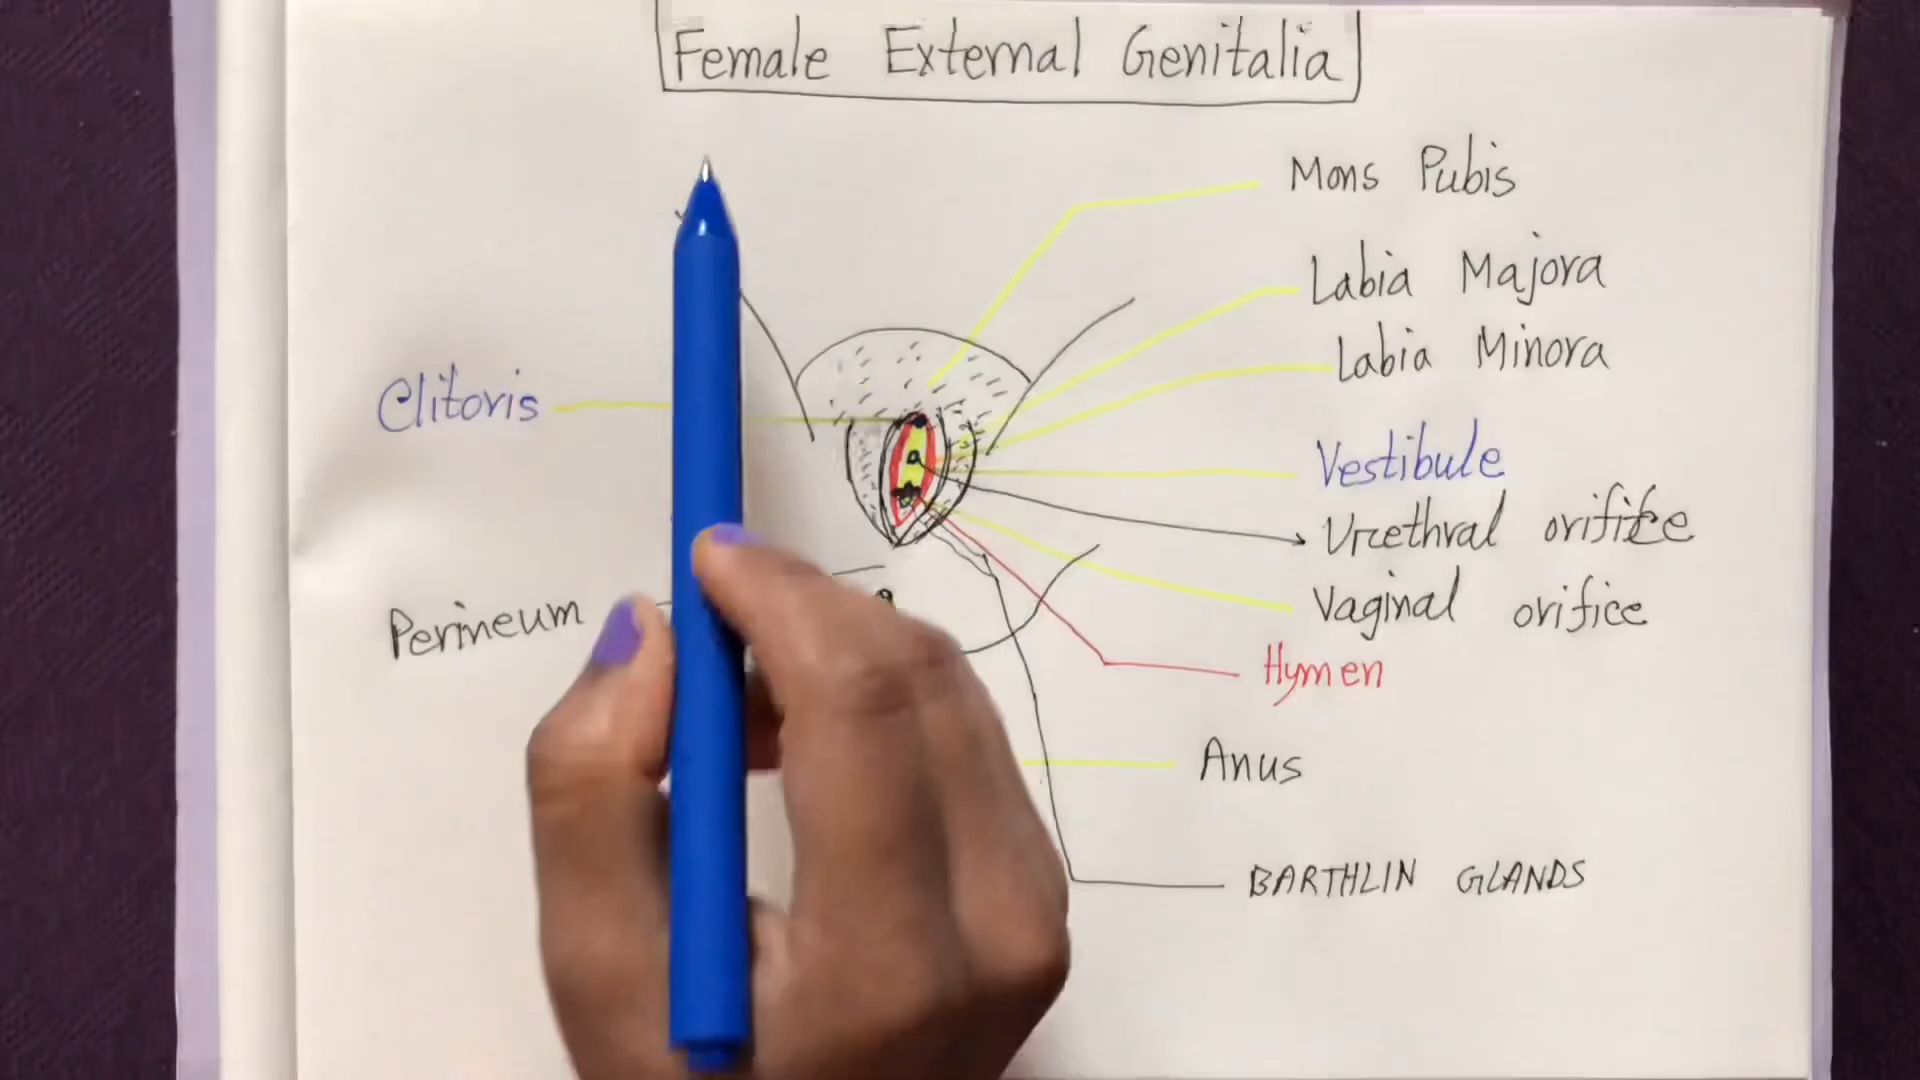 Female External Genitalia
Mons Pubis
Labia Majora
Labia Minora
Clitoris
Vestibule
Urethral orifice
a
Vaginal orifice
Perineum
Hymen
Anus
BARTHLIN GLANDS